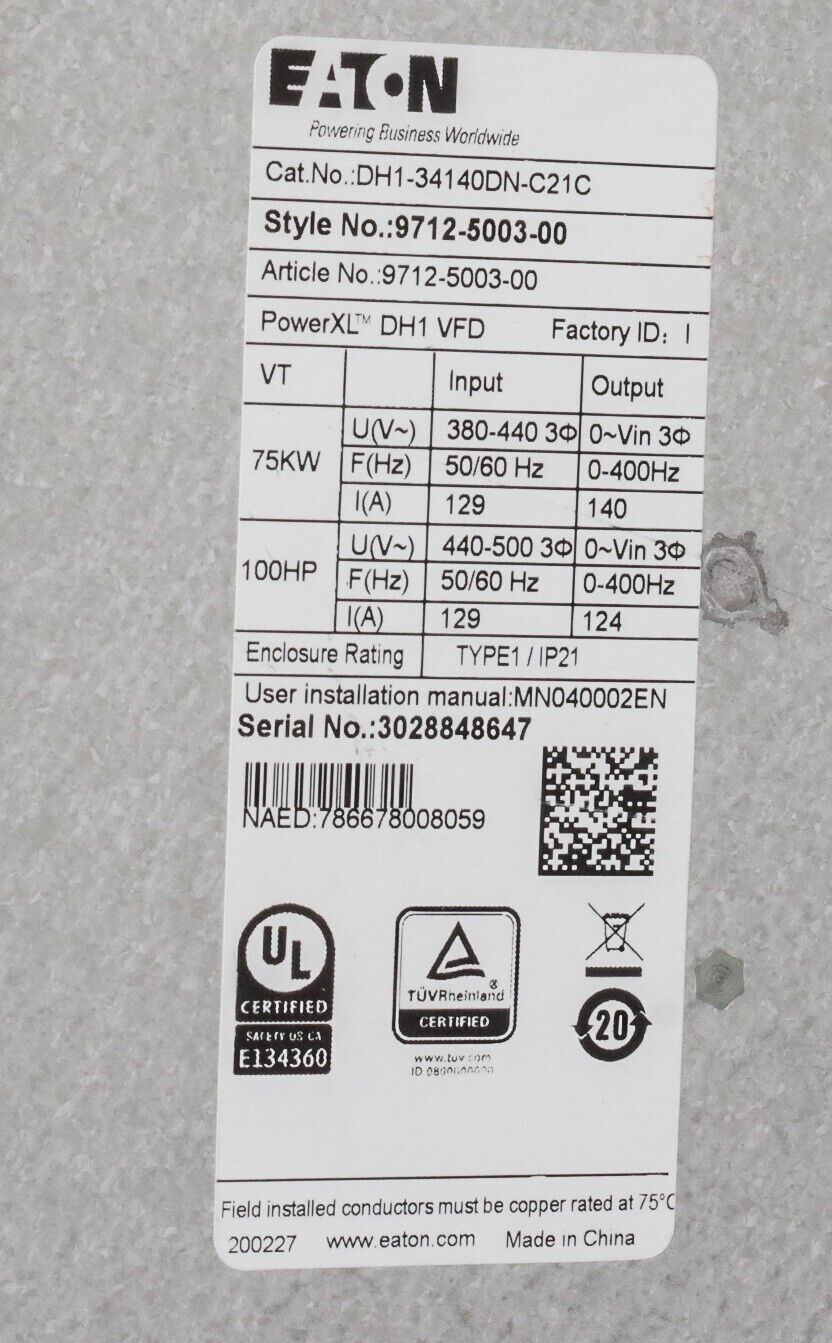 EATON
Powering Business Worldwide
Cat.No.:DH1-34140DN-C21C
Style No.:9712-5003-00
Article No.:9712-5003-00
PowerXL™ DH1 VFD Factory ID: I
VT Input Output
75KW U(V~) 380-440 3Φ 0~Vin 3Φ
F(Hz) 50/60 Hz 0-400Hz
I(A) 129 140
100HP U(V~) 440-500 3Φ 0~Vin 3Φ
F(Hz) 50/60 Hz 0-400Hz
I(A) 129 124
Enclosure Rating TYPE1 / IP21
User installation manual:MN040002EN
Serial No.:3028848647
NAED:786678008059
UL
CERTIFIED
SAFETY US CA
E134360
TÜVRheinland®
CERTIFIED
www.tuv.com
ID
20
Field installed conductors must be copper rated at 75°C
200227 www.eaton.com Made in China